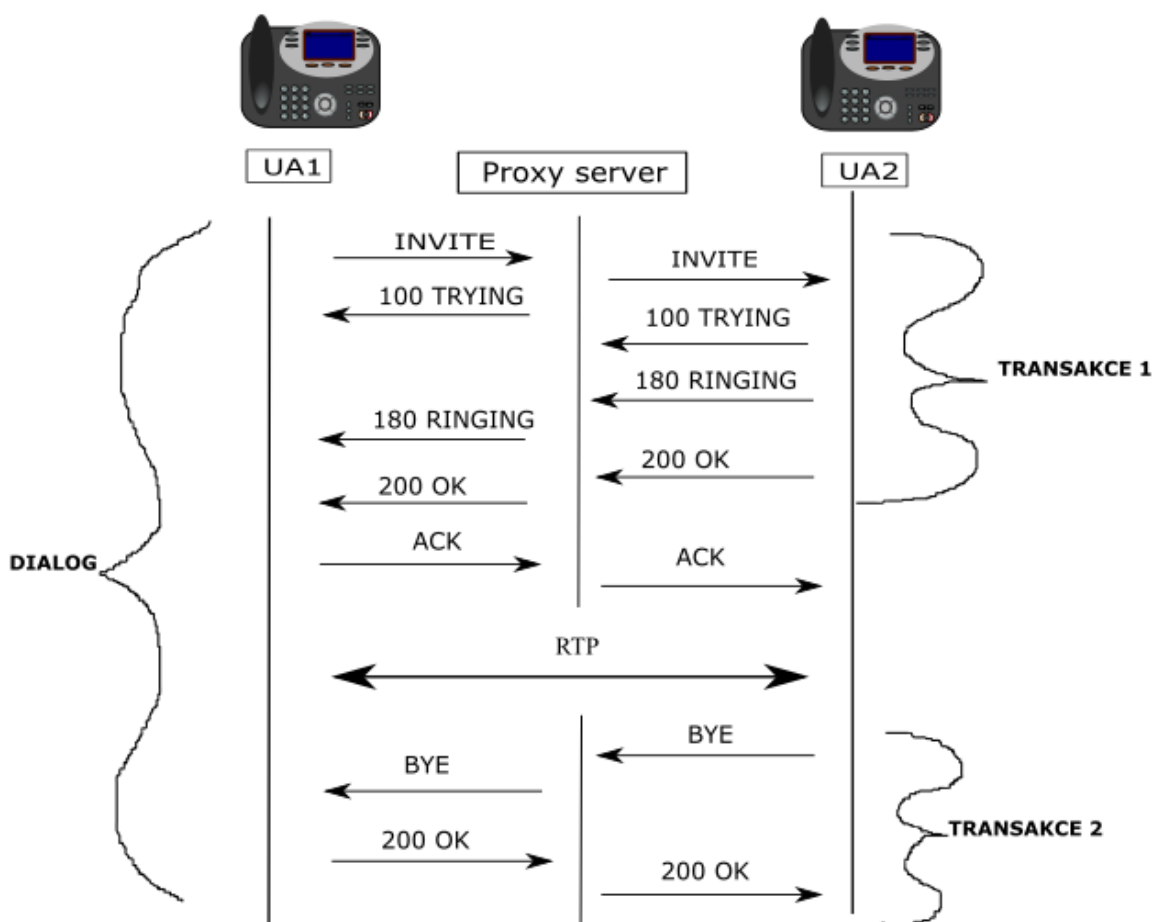 UA1
Proxy server
UA2
INVITE
INVITE
100 TRYING
100 TRYING
TRANSAKCE 1
180 RINGING
180 RINGING
200 OK
200 OK
ACK
ACK
DIALOG
RTP
BYE
BYE
TRANSAKCE 2
200 OK
200 OK